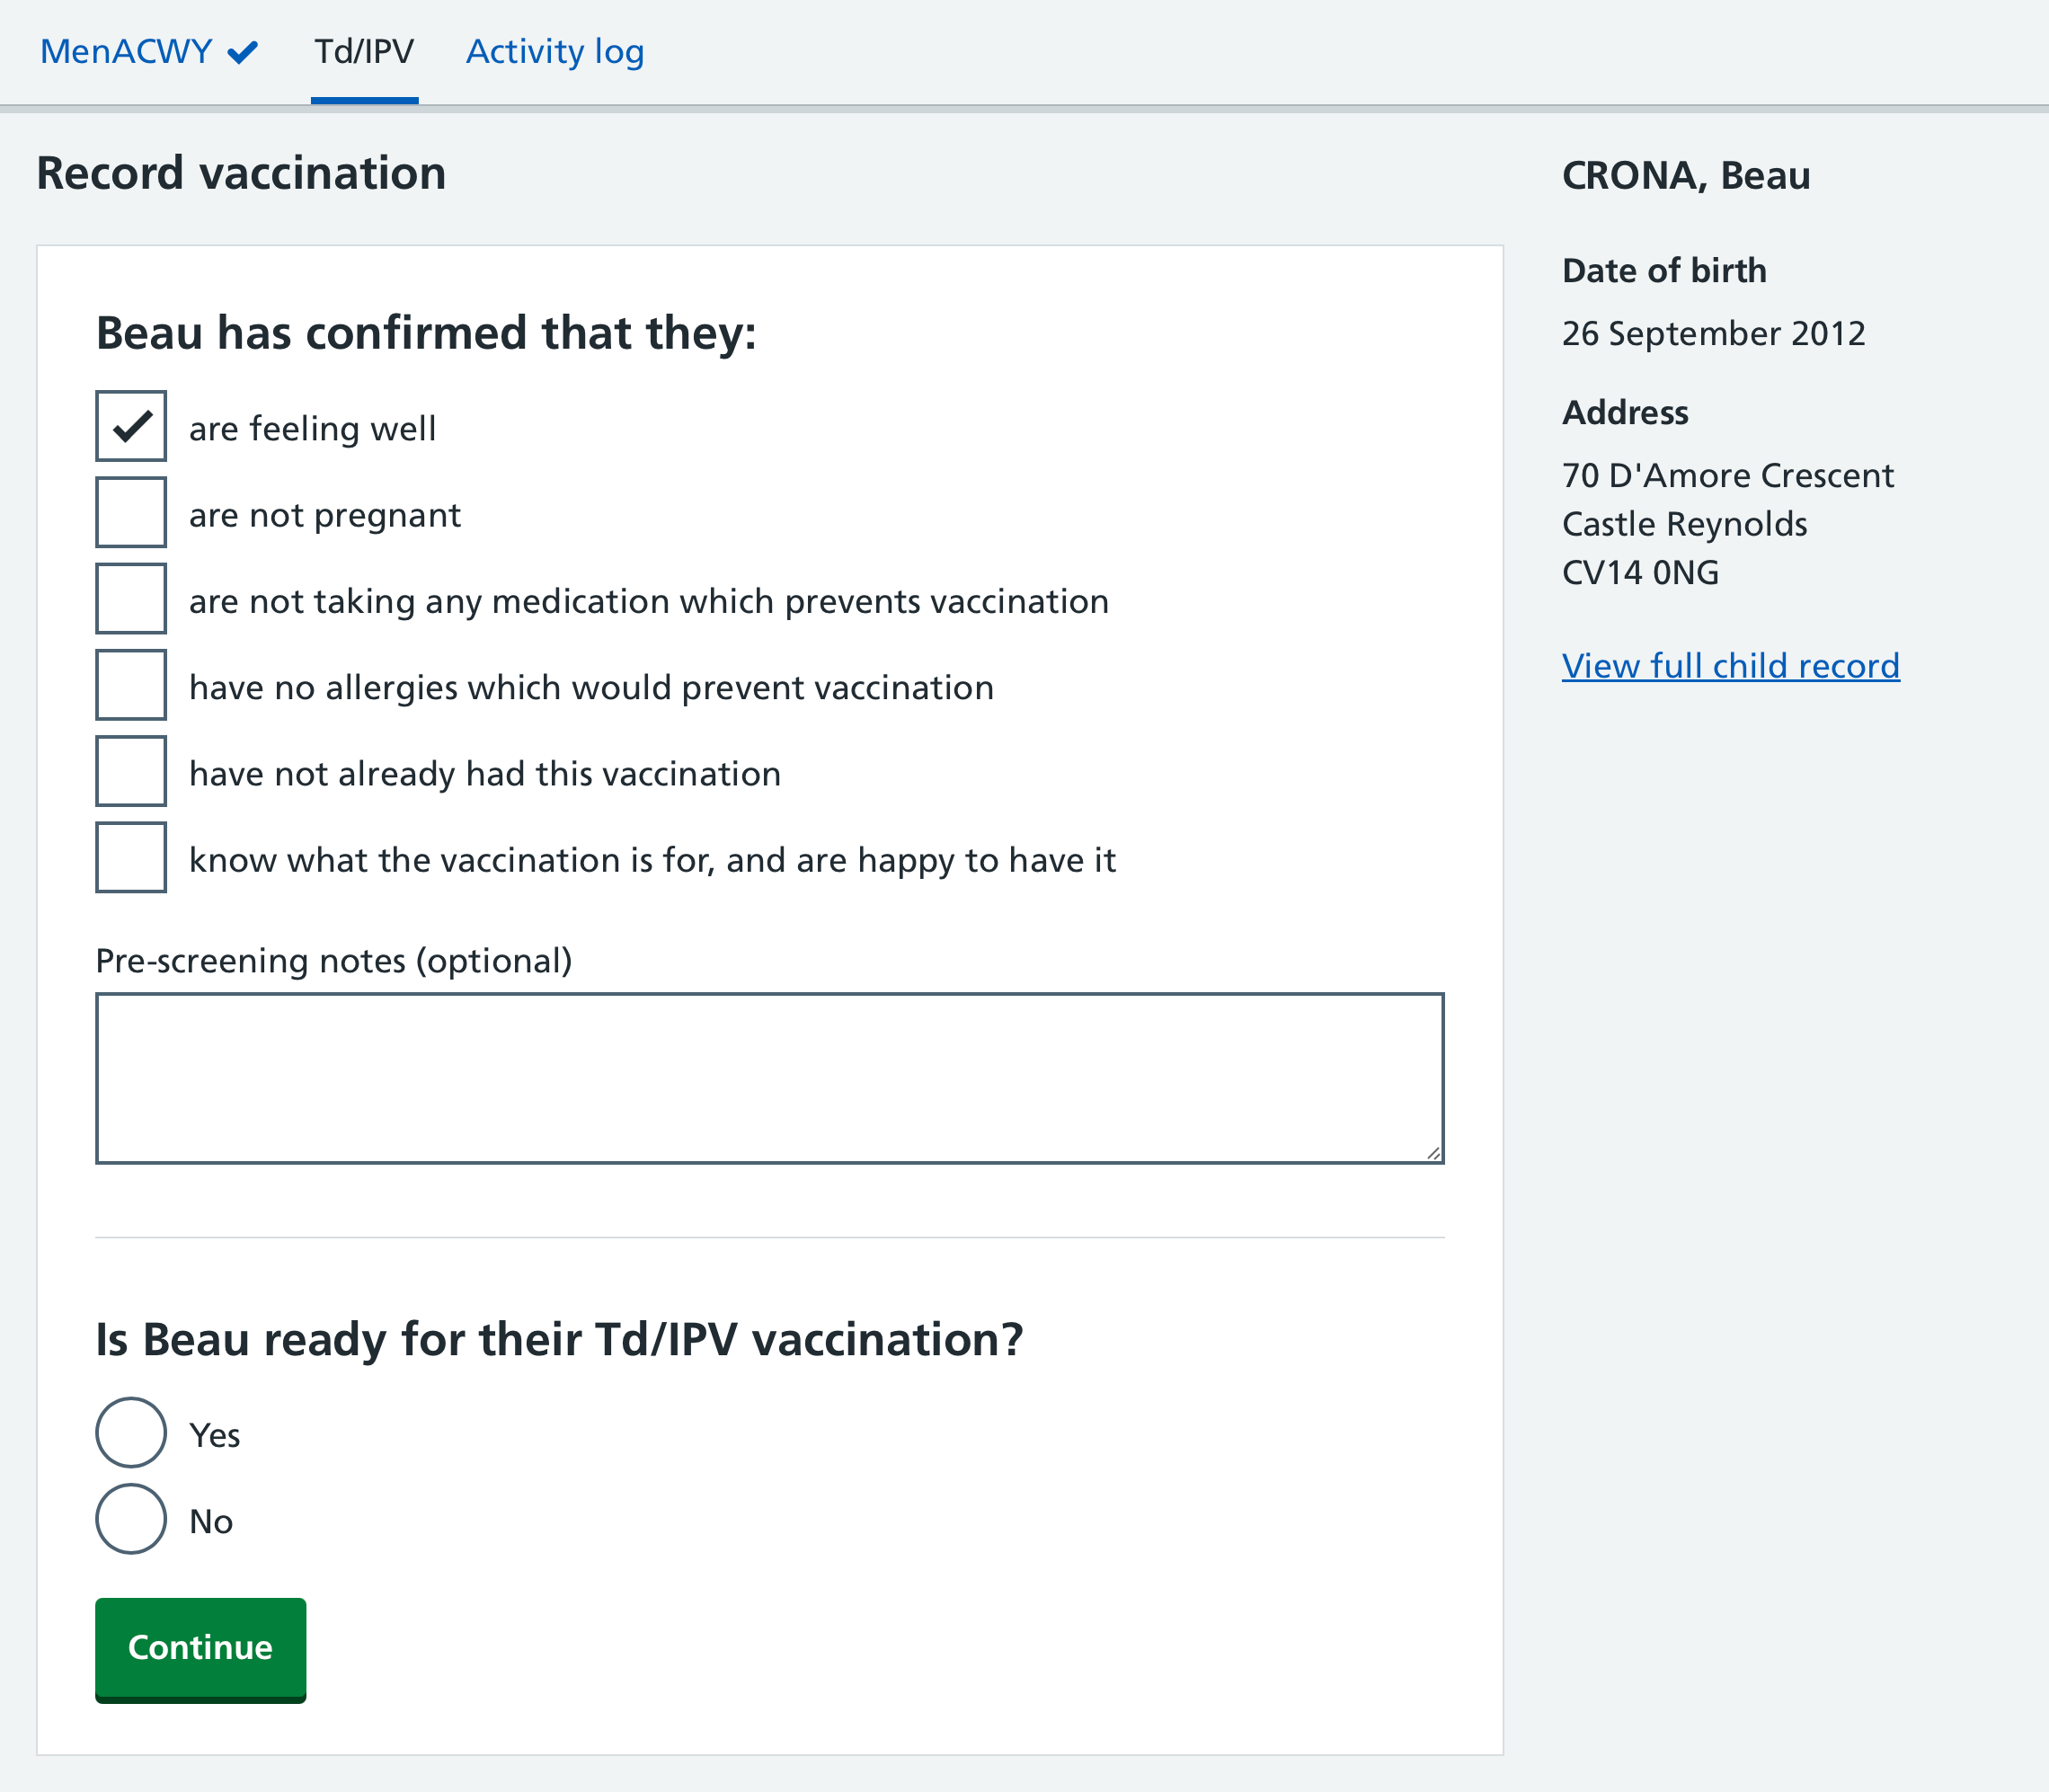 MenACWY
Td/IPV
Activity log
Record vaccination
Beau has confirmed that they:
are feeling well
are not pregnant
are not taking any medication which prevents vaccination
have no allergies which would prevent vaccination
have not already had this vaccination
know what the vaccination is for, and are happy to have it
Pre-screening notes (optional)
Is Beau ready for their Td/IPV vaccination?
Yes
No
Continue
CRONA, Beau
Date of birth
26 September 2012
Address
70 D'Amore Crescent
Castle Reynolds
CV14 0NG
View full child record